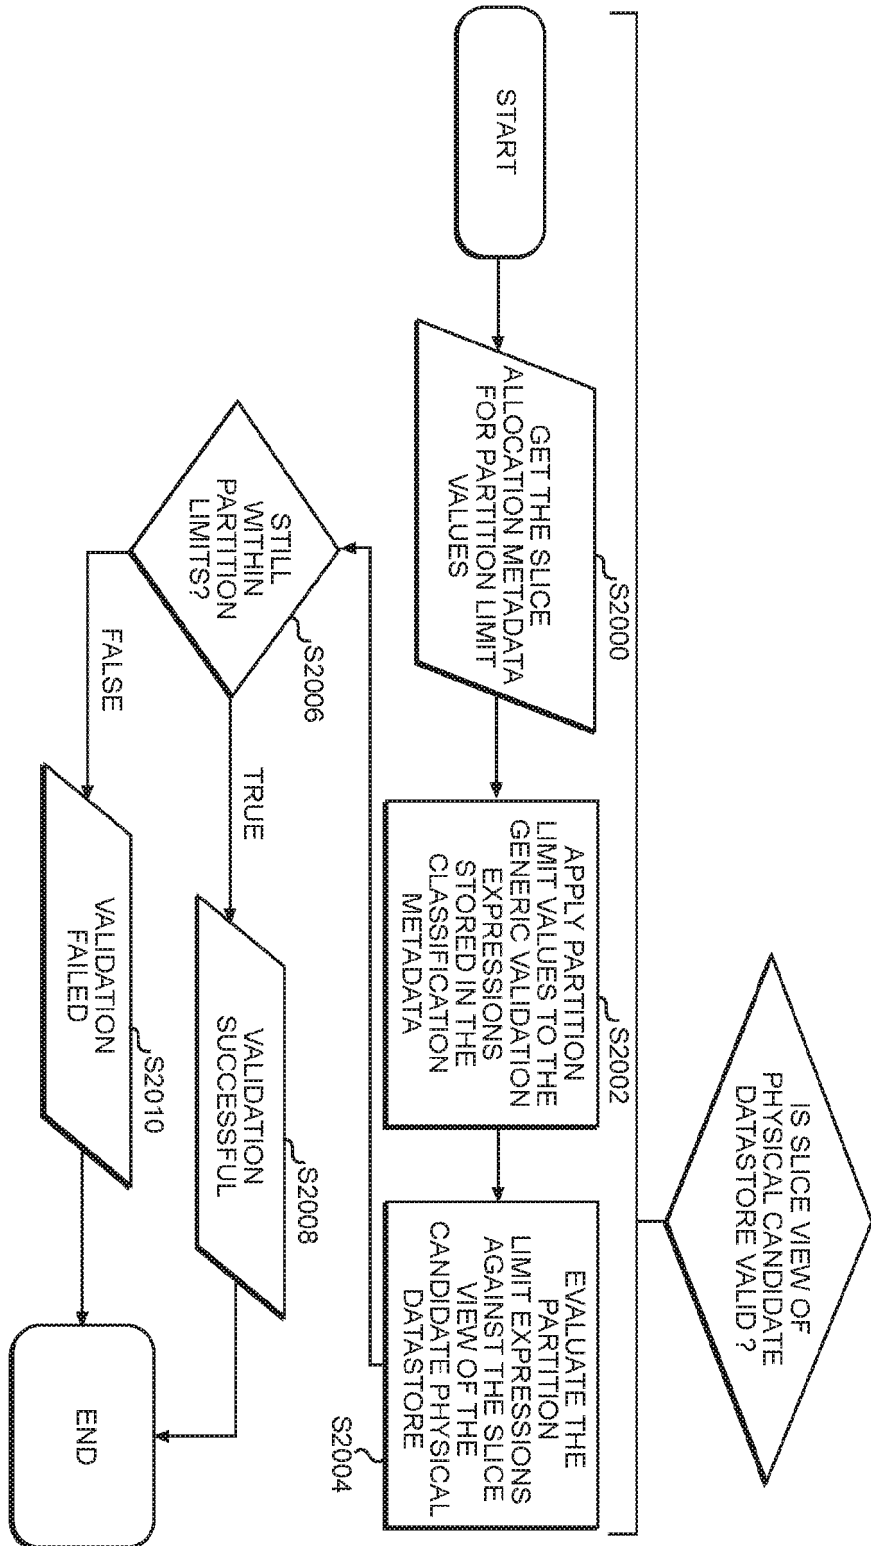 IS SLICE VIEW OF
PHYSICAL CANDIDATE
DATASTORE VALID ?
START
GET THE SLICE
ALLOCATION METADATA
FOR PARTITION LIMIT
VALUES
S2000
APPLY PARTITION
LIMIT VALUES TO THE
GENERIC VALIDATION
EXPRESSIONS
STORED IN THE
CLASSIFICATION
METADATA
S2002
EVALUATE THE
PARTITION
LIMIT EXPRESSIONS
AGAINST THE SLICE
VIEW OF THE
CANDIDATE PHYSICAL
DATASTORE
S2004
STILL
WITHIN
PARTITION
LIMITS?
S2006
TRUE
VALIDATION
SUCCESSFUL
S2008
FALSE
VALIDATION
FAILED
S2010
END